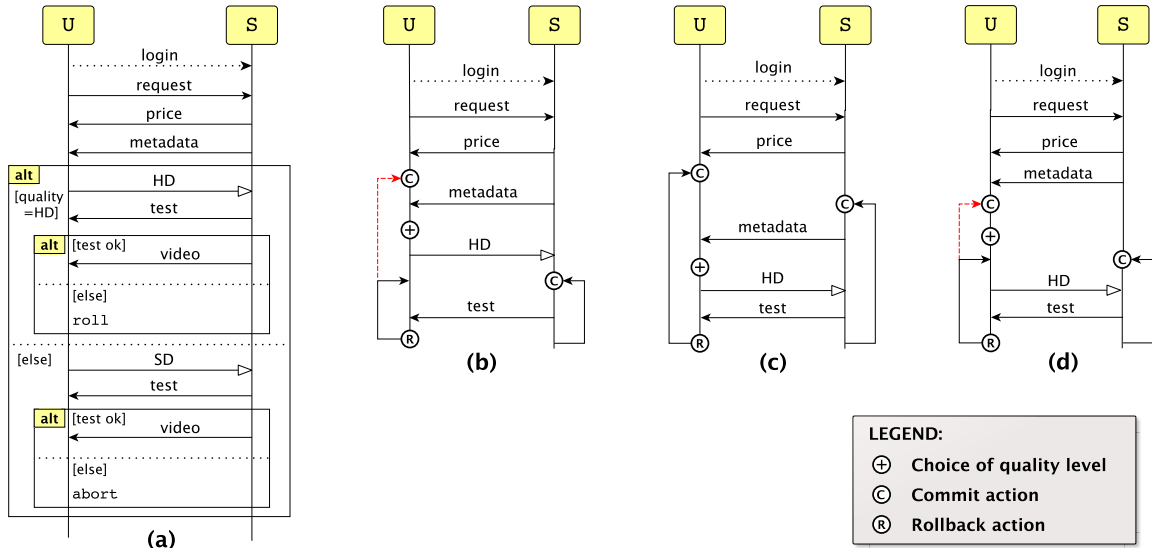 U S
login
request
price
metadata
alt
HD
[quality
=HD]
test
alt [test ok]
video
[else]
roll
[else]
SD
test
alt [test ok]
video
[else]
abort
(a)
U S
login
request
price
C
metadata
+
HD
C
test
R
(b)
U S
login
request
price
C
C
metadata
+
HD
test
R
(c)
U S
login
request
price
metadata
C
+
C
HD
test
R
(d)
LEGEND:
+ Choice of quality level
C Commit action
R Rollback action